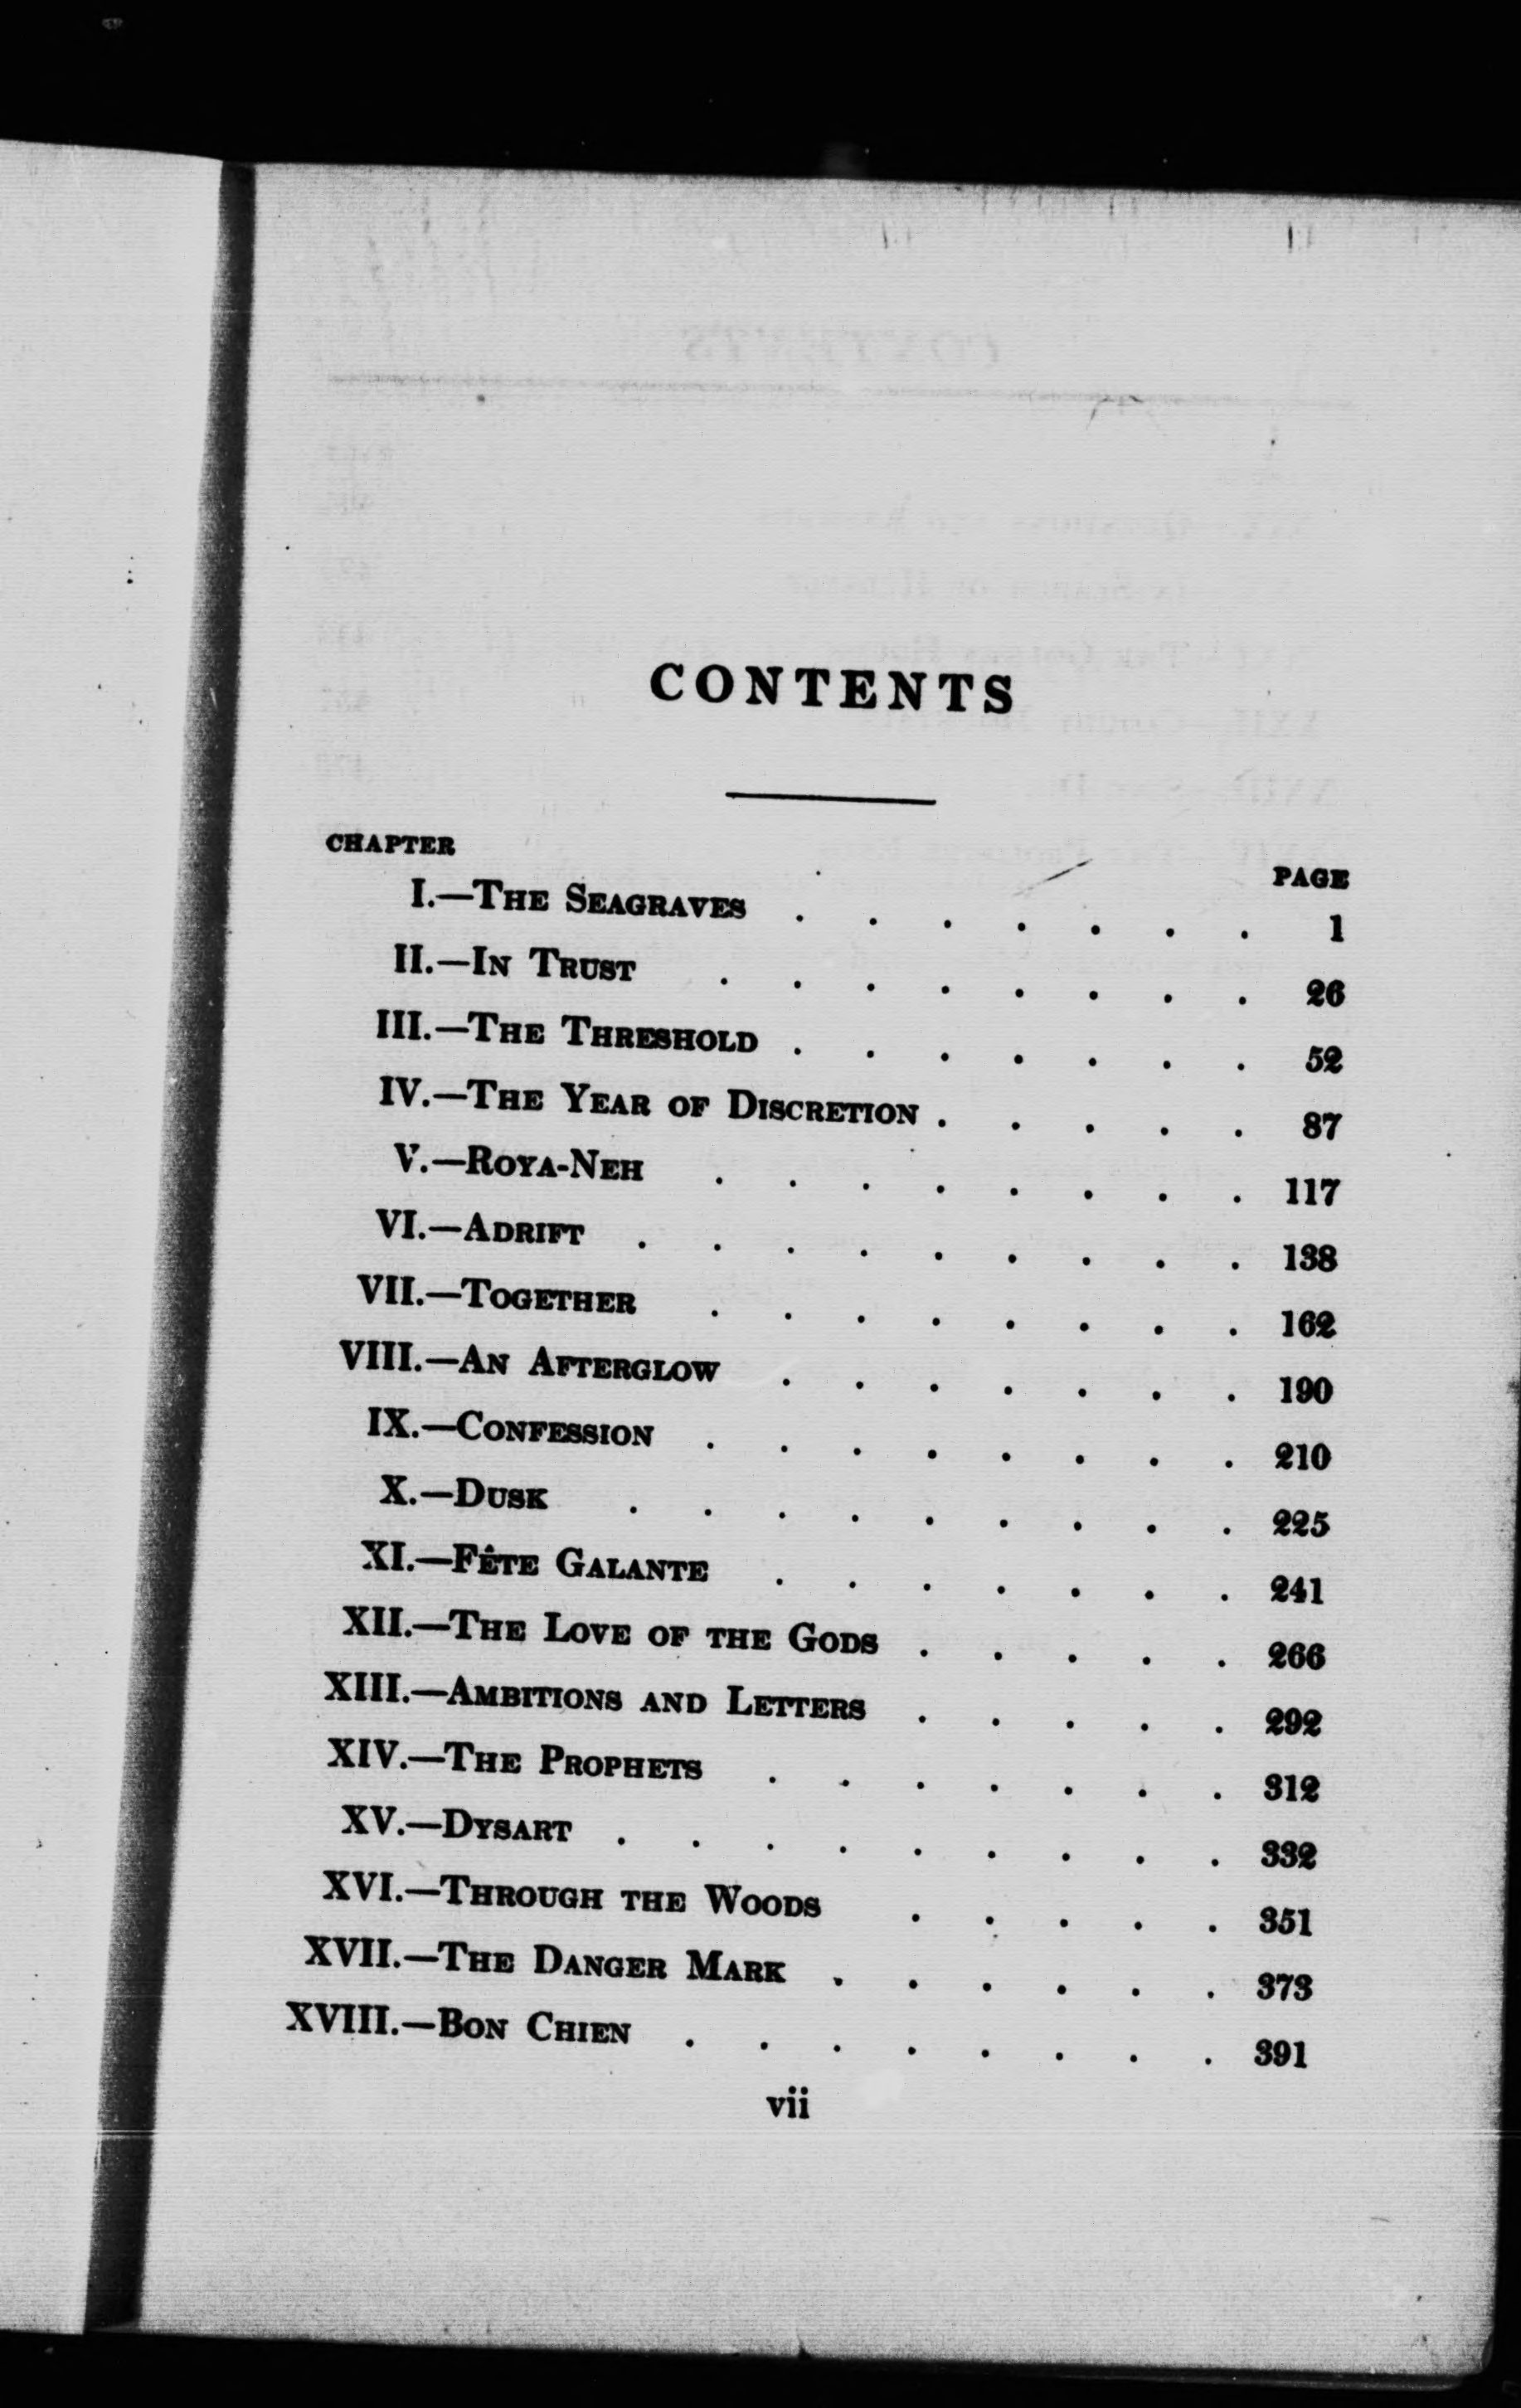 CONTENTS
CHAPTER PAGE
I.—The Seagraves . . . . . . . 1
II.—In Trust . . . . . . . . 26
III.—The Threshold . . . . . . . 52
IV.—The Year of Discretion . . . . . 87
V.—Roya-Neh . . . . . . . . 117
VI.—Adrift . . . . . . . . . 138
VII.—Together . . . . . . . . 162
VIII.—An Afterglow . . . . . . . 190
IX.—Confession . . . . . . . . 210
X.—Dusk . . . . . . . . . 225
XI.—Fête Galante . . . . . . . 241
XII.—The Love of the Gods . . . . . 266
XIII.—Ambitions and Letters . . . . . 292
XIV.—The Prophets . . . . . . . 312
XV.—Dysart . . . . . . . . . 332
XVI.—Through the Woods . . . . . 351
XVII.—The Danger Mark . . . . . . 373
XVIII.—Bon Chien . . . . . . . . 391
vii